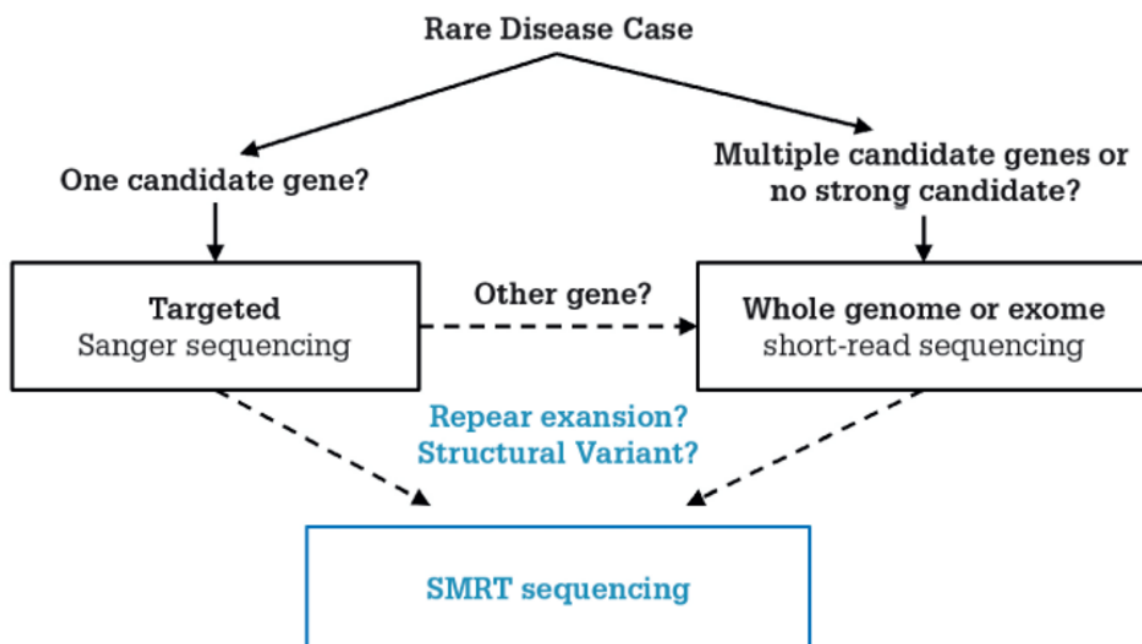 Rare Disease Case
One candidate gene?
Multiple candidate genes or
no strong candidate?
Targeted
Sanger sequencing
Other gene?
Whole genome or exome
short-read sequencing
Repear exansion?
Structural Variant?
SMRT sequencing